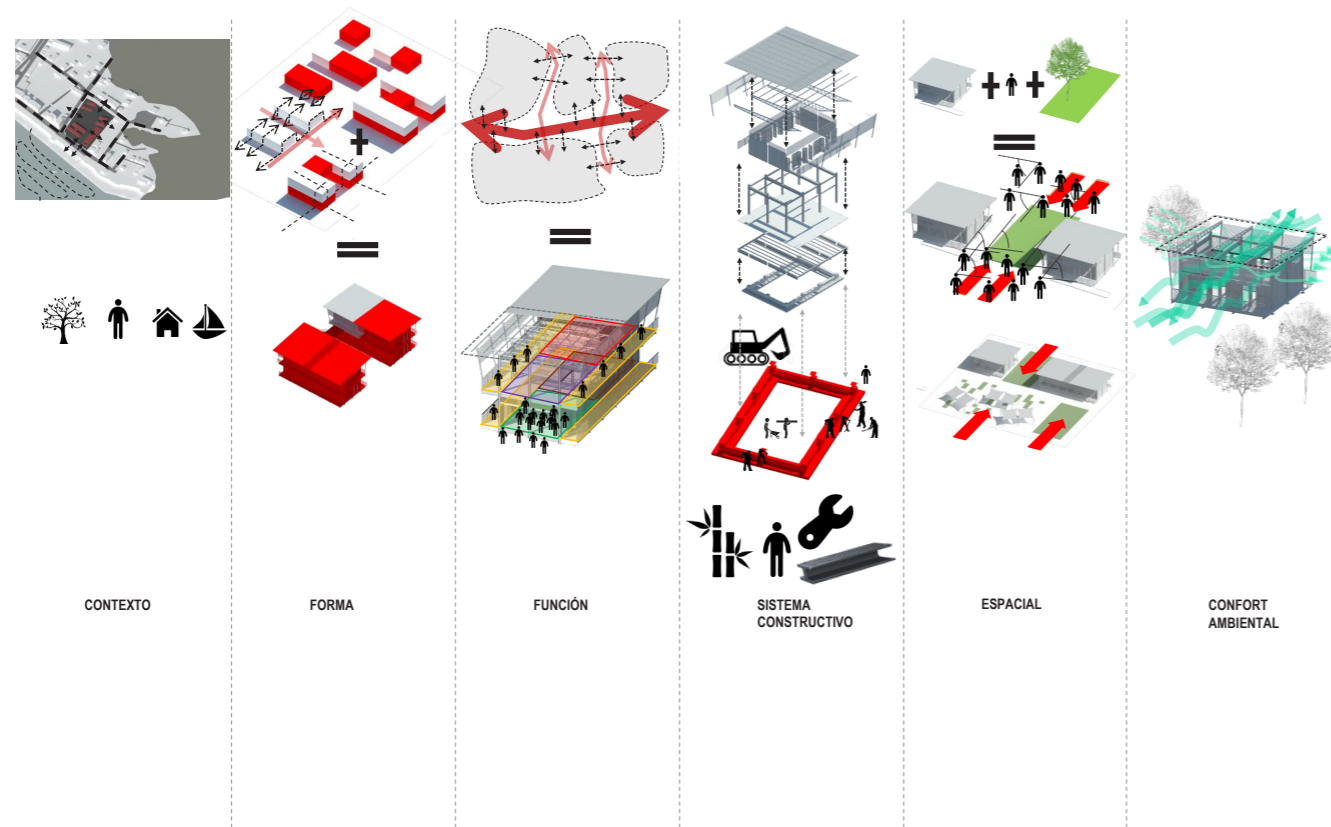 CONTEXTO
FORMA
FUNCIÓN
SISTEMA
CONSTRUCTIVO
ESPACIAL
CONFORT
AMBIENTAL